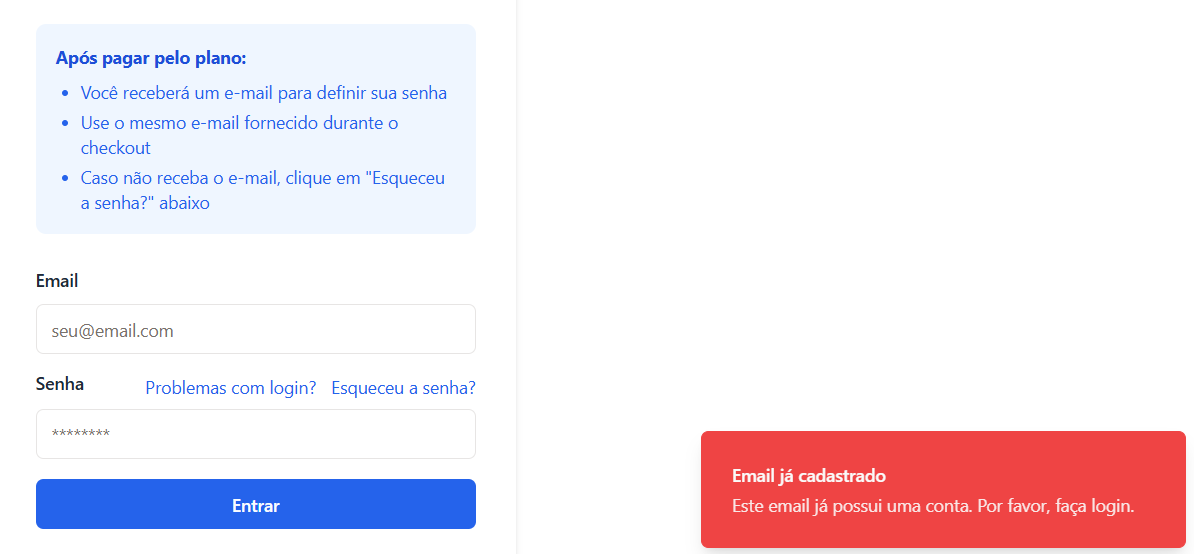 Após pagar pelo plano:
Você receberá um e-mail para definir sua senha
Use o mesmo e-mail fornecido durante o
checkout
Caso não receba o e-mail, clique em "Esqueceu
a senha?" abaixo
Email
seu@email.com
Senha
Problemas com login? Esqueceu a senha?
********
Entrar
Email já cadastrado
Este email já possui uma conta. Por favor, faça login.